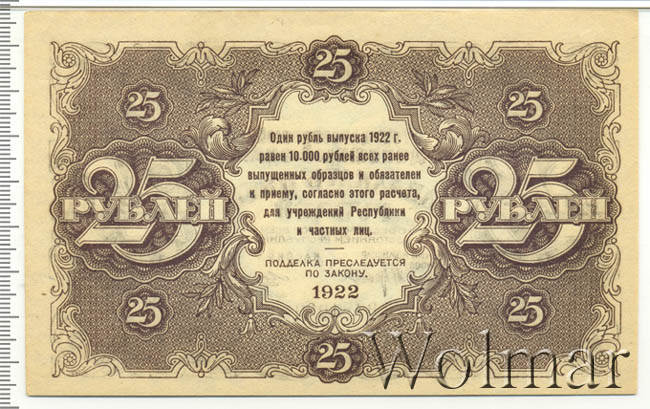 25
25
25
25 РУБЛЕЙ
25 РУБЛЕЙ
Один рубль выпуска 1922 г.
равен 10.000 рублей всех ранее
выпущенных образцов и обязателен
к приему, согласно этого расчета,
для учреждений Республики
и частных лиц.
ПОДДЕЛКА ПРЕСЛЕДУЕТСЯ
ПО ЗАКОНУ.
1922
25
25
25
Wolmar